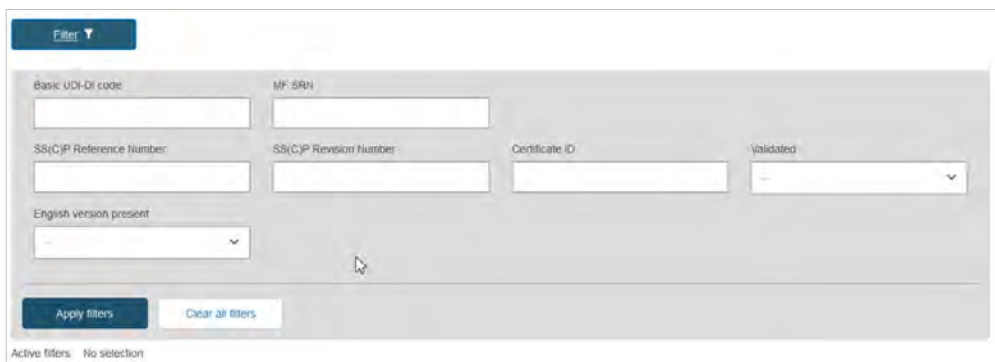 Filter
Basic UDI-DI code MF SRN
SS(C)P Reference Number SS(C)P Revision Number Certificate ID Validated
English version present
Apply filters Clear all filters
Active filters No selection